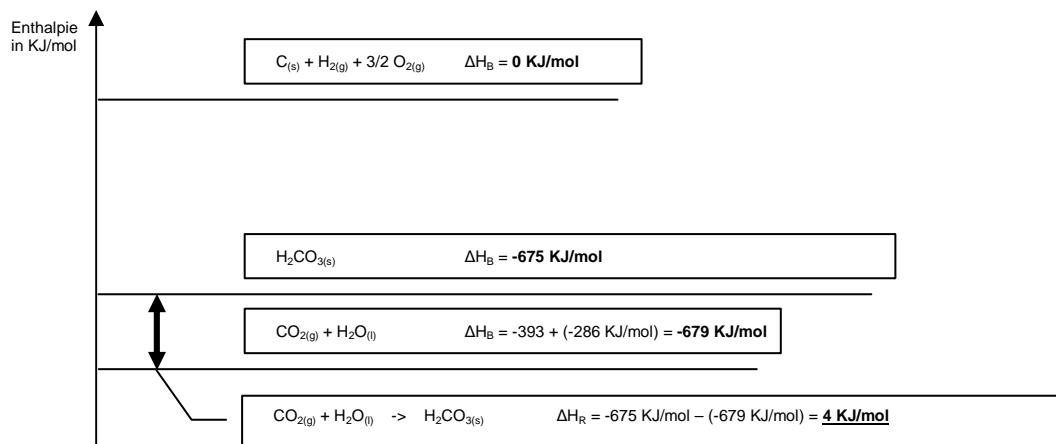 Enthalpie
in KJ/mol
C(s) + H2(g) + 3/2 O2(g) ΔHB = 0 KJ/mol
H2CO3(s) ΔHB = -675 KJ/mol
CO2(g) + H2O(l) ΔHB = -393 + (-286 KJ/mol) = -679 KJ/mol
CO2(g) + H2O(l) -> H2CO3(s) ΔHR = -675 KJ/mol – (-679 KJ/mol) = 4 KJ/mol